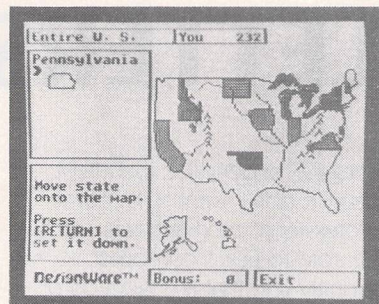 Entire U. S.
You 232
Pennsylvania
Move state
onto the map.
Press
[RETURN] to
set it down.
DesignWare™
Bonus: 0
Exit